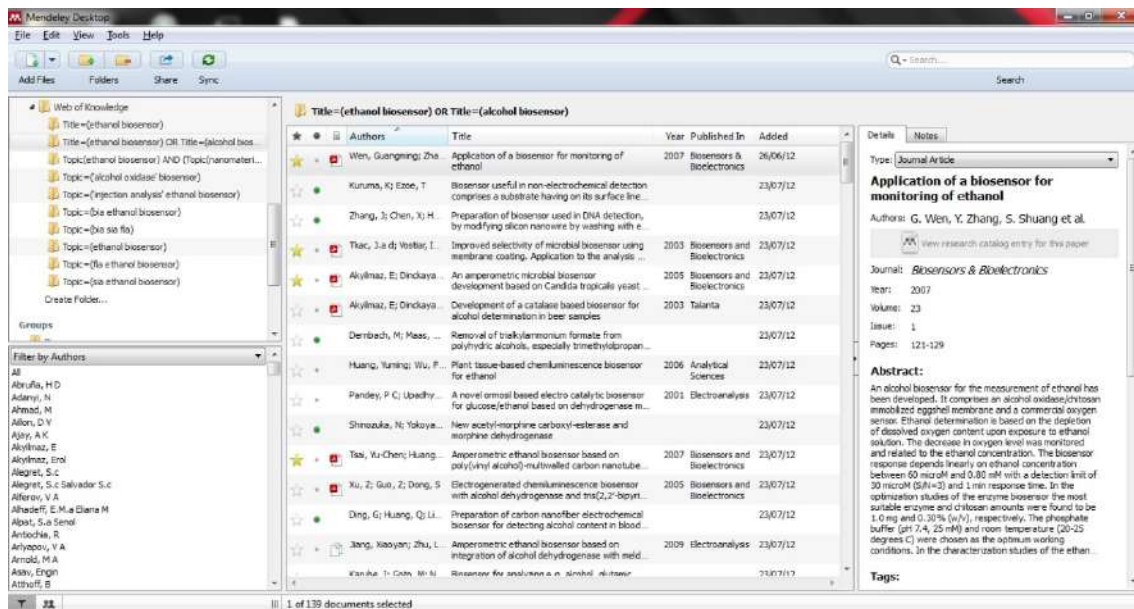 Mendeley Desktop
File Edit View Tools Help
Add Files Folders Share Sync
Search...
Search
Web of Knowledge
Title=(ethanol biosensor)
Title=(ethanol biosensor) OR Title=(alcohol bios...
Topic(ethanol biosensor) AND (Topic(nanomateri...
Topic=('alcohol oxidase' biosensor)
Topic=('injection analysis' ethanol biosensor)
Topic=(bia ethanol biosensor)
Topic=(bia sia fia)
Topic=(ethanol biosensor)
Topic=(fia ethanol biosensor)
Topic=(sia ethanol biosensor)
Create Folder...
Groups
Filter by Authors
All
Abruña, H D
Adanyi, N
Ahmad, M
Aillon, D V
Ajay, A K
Akyilmaz, E
Akyilmaz, Erol
Alegret, S.c
Alegret, S.c Salvador S.c
Alferov, V A
Alhadeff, E.M.a Eliana M
Alpat, S.a Senol
Antiochia, R
Arlyapov, V A
Arnold, M A
Asav, Engin
Atthoff, B
Title=(ethanol biosensor) OR Title=(alcohol biosensor)
Authors Title Year Published In Added
Wen, Guangming; Zha... Application of a biosensor for monitoring of 2007 Biosensors & 26/06/12
ethanol Bioelectronics
Kuruma, K; Ezoe, T Biosensor useful in non-electrochemical detection 23/07/12
comprises a substrate having on its surface line...
Zhang, J; Chen, X; H... Preparation of biosensor used in DNA detection, 23/07/12
by modifying silicon nanowire by washing with e...
Tkac, J.a d; Vostiar, I... Improved selectivity of microbial biosensor using 2003 Biosensors and 23/07/12
membrane coating. Application to the analysis ... Bioelectronics
Akyilmaz, E; Dinckaya... An amperometric microbial biosensor 2005 Biosensors and 23/07/12
development based on Candida tropicalis yeast ... Bioelectronics
Akyilmaz, E; Dinckaya... Development of a catalase based biosensor for 2003 Talanta 23/07/12
alcohol determination in beer samples
Dernbach, M; Maas, ... Removal of trialkylammonium formate from 23/07/12
polyhydric alcohols, especially trimethylolpropan...
Huang, Yuming; Wu, F... Plant tissue-based chemiluminescence biosensor 2006 Analytical 23/07/12
for ethanol Sciences
Pandey, P C; Upadhy... A novel ormosil based electro catalytic biosensor 2001 Electroanalysis 23/07/12
for glucose/ethanol based on dehydrogenase m...
Shinozuka, N; Yokoya... New acetyl-morphine carboxyl-esterase and 23/07/12
morphine dehydrogenase
Tsai, Yu-Chen; Huang... Amperometric ethanol biosensor based on 2007 Biosensors and 23/07/12
poly(vinyl alcohol)-multiwalled carbon nanotube... Bioelectronics
Xu, Z; Guo, Z; Dong, S Electrogenerated chemiluminescence biosensor 2005 Biosensors and 23/07/12
with alcohol dehydrogenase and tris(2,2'-bipyri... Bioelectronics
Ding, G; Huang, Q; Li... Preparation of carbon nanofiber electrochemical 23/07/12
biosensor for detecting alcohol content in blood...
Jiang, Xiaoyan; Zhu, L... Amperometric ethanol biosensor based on 2009 Electroanalysis 23/07/12
integration of alcohol dehydrogenase with meld...
Biosensor for analyzing e.g. alcohol, 23/07/12
Details Notes
Type: Journal Article
Application of a biosensor for
monitoring of ethanol
Authors: G. Wen, Y. Zhang, S. Shuang et al.
View research catalog entry for this paper
Journal: Biosensors & Bioelectronics
Year: 2007
Volume: 23
Issue: 1
Pages: 121-129
Abstract:
An alcohol biosensor for the measurement of ethanol has
been developed. It comprises an alcohol oxidase/chitosan
immobilized eggshell membrane and a commercial oxygen
sensor. Ethanol determination is based on the depletion
of dissolved oxygen content upon exposure to ethanol
solution. The decrease in oxygen level was monitored
and related to the ethanol concentration. The biosensor
response depends linearly on ethanol concentration
between 60 microM and 0.80 mM with a detection limit of
30 microM (S/N=3) and 1 min response time. In the
optimization studies of the enzyme biosensor the most
suitable enzyme and chitosan amounts were found to be
1.0 mg and 0.30% (w/v), respectively. The phosphate
buffer (pH 7.4, 25 mM) and room temperature (20-25
degrees C) were chosen as the optimum working
conditions. In the characterization studies of the ethan...
Tags:
1 of 139 documents selected